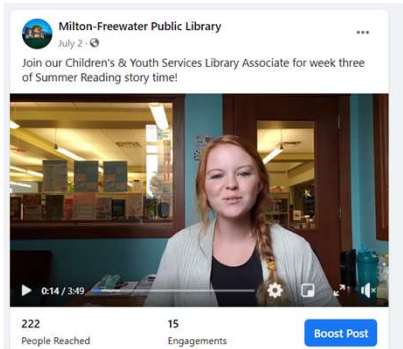 Milton-Freewater Public Library
July 2 ·
Join our Children's & Youth Services Library Associate for week three
of Summer Reading story time!
0:14 / 3:49
222
15
People Reached
Engagements
Boost Post